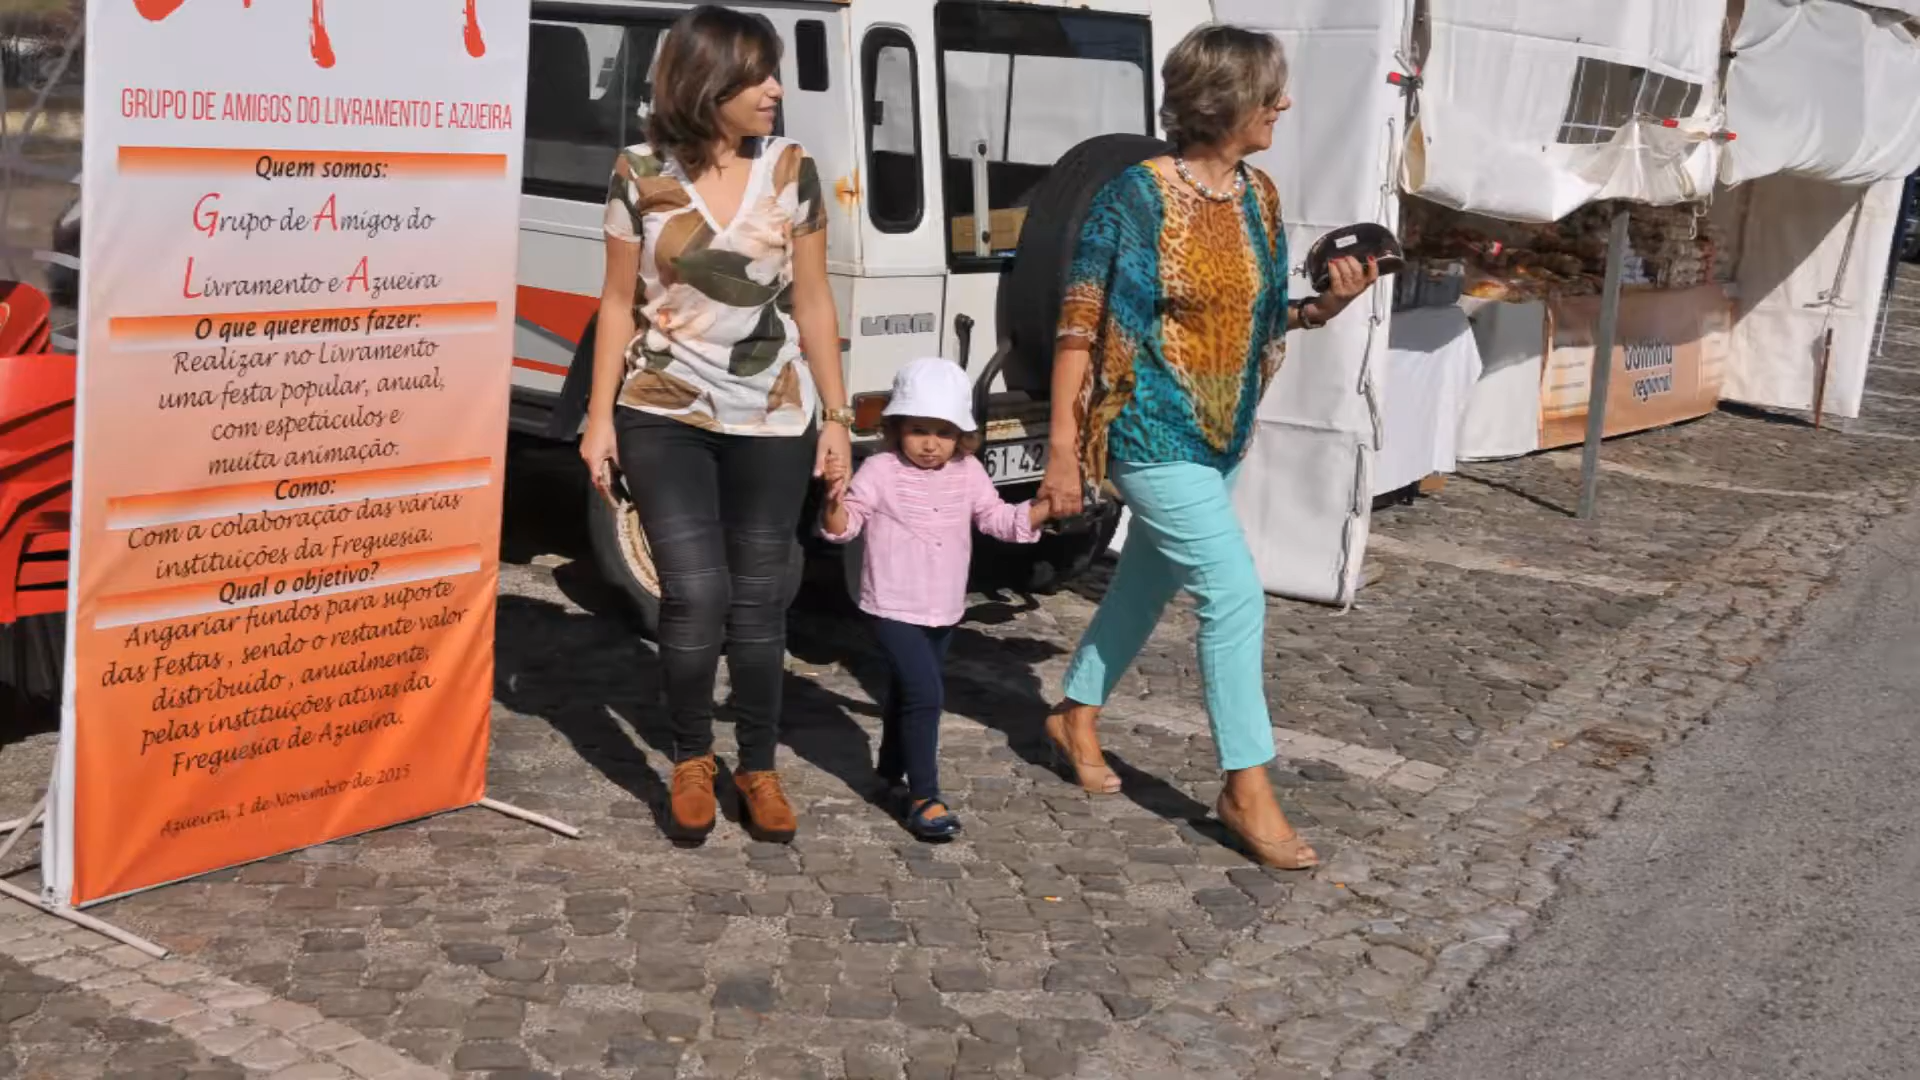 GRUPO DE AMIGOS DO LIVRAMENTO E AZUEIRA
Quem somos:
Grupo de Amigos do
Livramento e Azueira
O que queremos fazer:
Realizar no Livramento
uma festa popular, anual,
com espetáculos e
muita animação.
Como:
Com a colaboração das várias
instituições da Freguesia.
Qual o objetivo?
Angariar fundos para suporte
das Festas, sendo o restante valor
distribuido, anualmente,
pelas instituições ativas da
Freguesia de Azueira.
Azueira, 1 de Novembro de 2015
UMM
61-42
regional